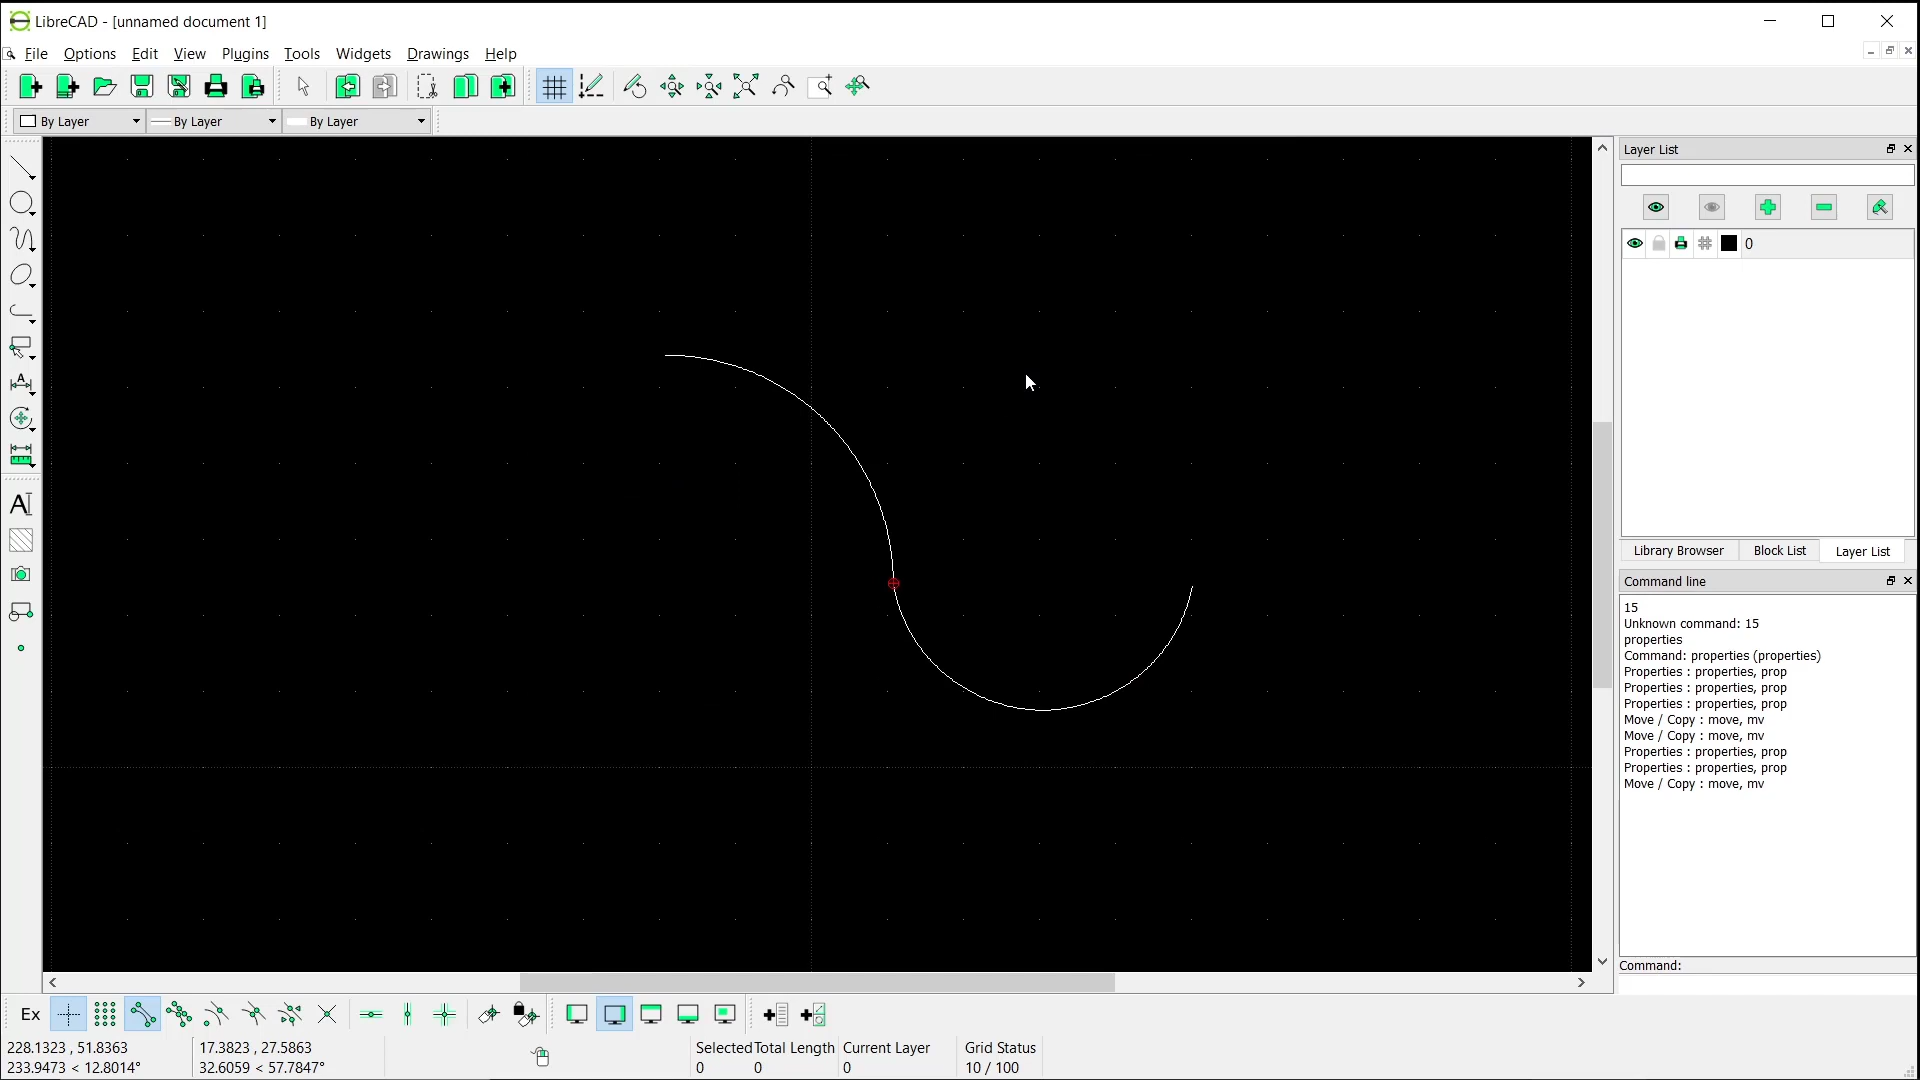 LibreCAD - [unnamed document 1]
File Options Edit View Plugins Tools Widgets Drawings Help
By Layer By Layer By Layer
Layer List
0
A
A
Library Browser Block List Layer List
Command line
15
Unknown command: 15
properties
Command: properties (properties)
Properties : properties, prop
Properties : properties, prop
Properties : properties, prop
Move / Copy : move, mv
Move / Copy : move, mv
Properties : properties, prop
Properties : properties, prop
Move / Copy : move, mv
Command:
Ex
228.1323 , 51.8363 17.3823 , 27.5863 Selected Total Length Current Layer Grid Status
233.9473 < 12.8014° 32.6059 < 57.7847° 0 0 0 10 / 100